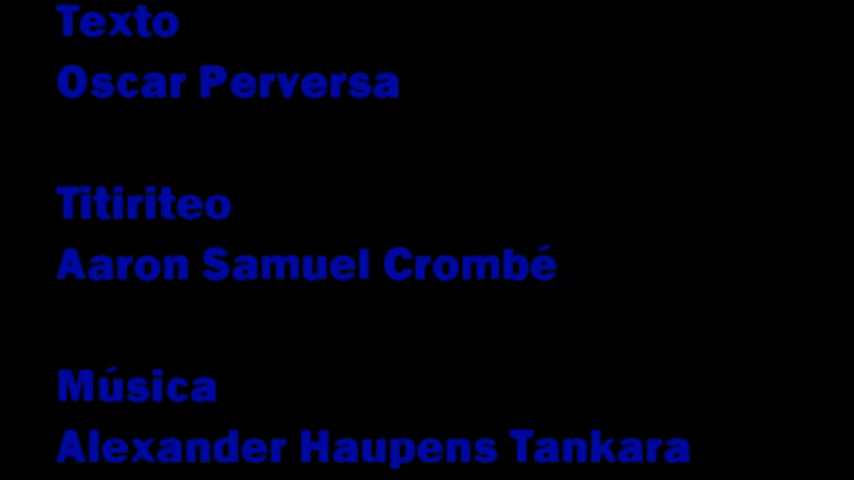 Texto
Oscar Perversa
Titiriteo
Aaron Samuel Crombé
Música
Alexander Haupens Tankara